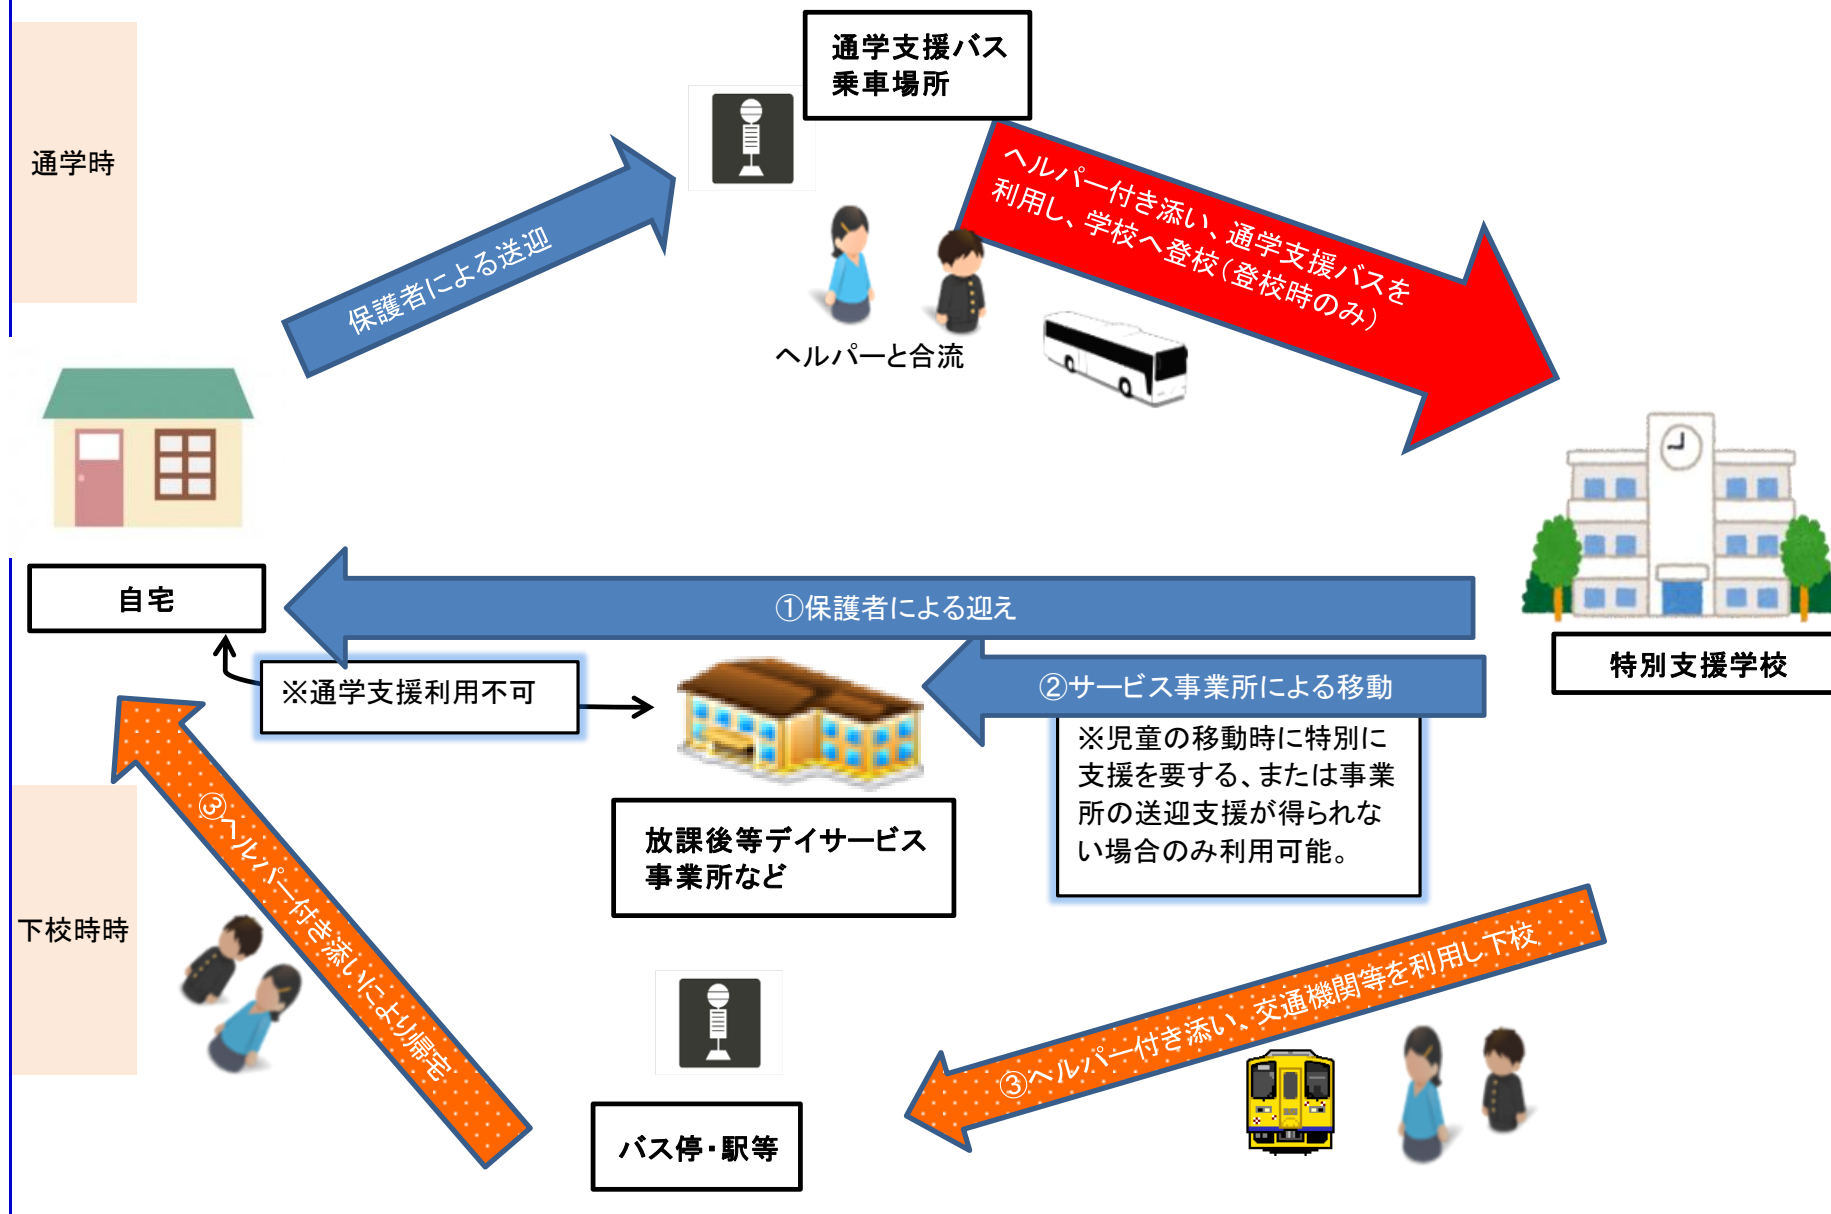 通学支援バス
乗車場所
通学時
ヘルパー付き添い、通学支援バスを
利用し、学校へ登校（登校時のみ）
保護者による送迎
ヘルパーと合流
自宅
①保護者による迎え
特別支援学校
※通学支援利用不可
②サービス事業所による移動
※児童の移動時に特別に
支援を要する、または事業
所の送迎支援が得られな
い場合のみ利用可能。
放課後等デイサービス
事業所など
下校時時
③ヘルパー付き添いにより帰宅
③ヘルパー付き添い、交通機関等を利用し下校
バス停・駅等